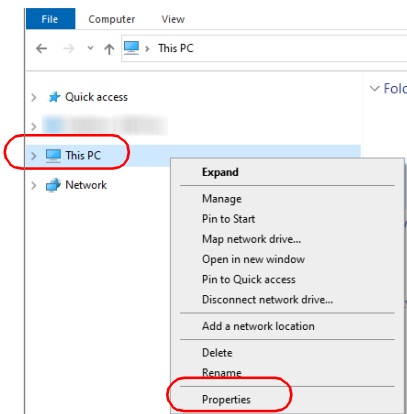 File Computer View
This PC
Quick access
Folc
This PC
Network
Expand
Manage
Pin to Start
Map network drive...
Open in new window
Pin to Quick access
Disconnect network drive...
Add a network location
Delete
Rename
Properties